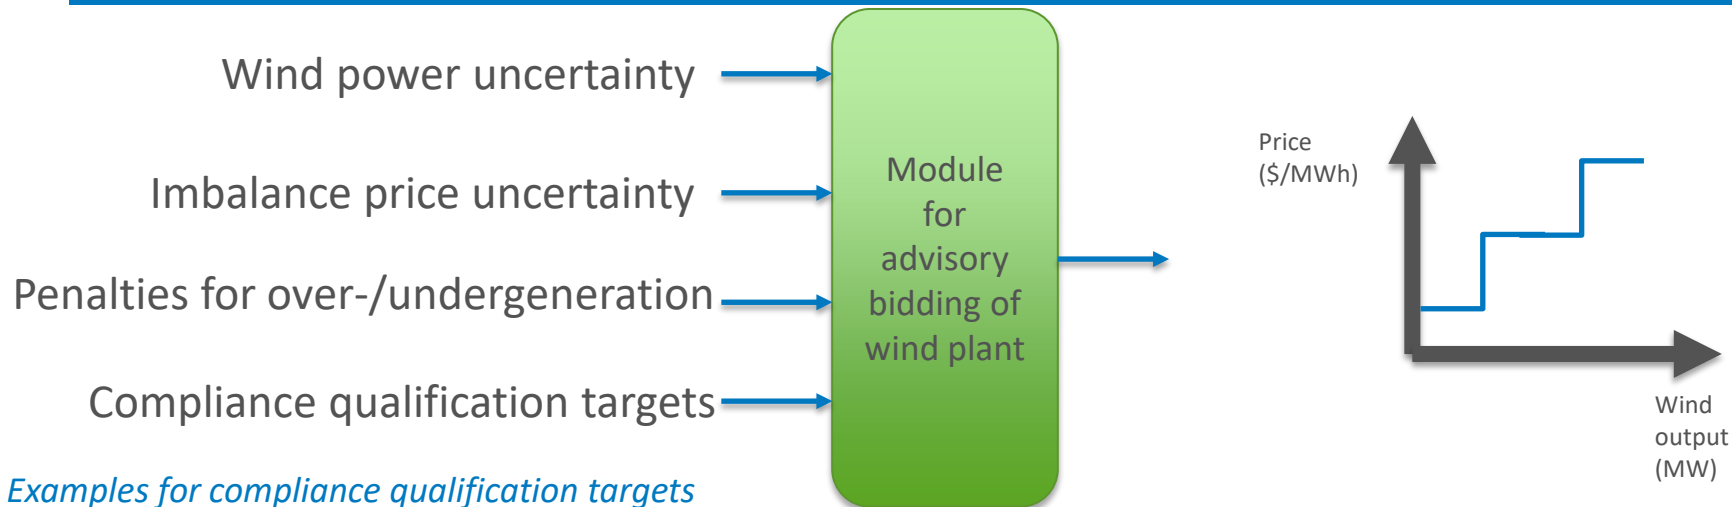 Wind power uncertainty
Imbalance price uncertainty
Penalties for over-/undergeneration
Compliance qualification targets
Examples for compliance qualification targets
Module
for
advisory
bidding of
wind plant
Price
($/MWh)
Wind
output
(MW)